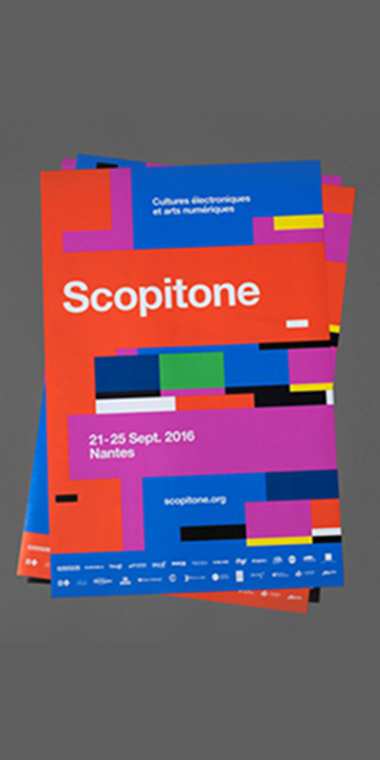 Cultures électroniques
et arts numériques
Scopitone
21-25 Sept. 2016
Nantes
scopitone.org